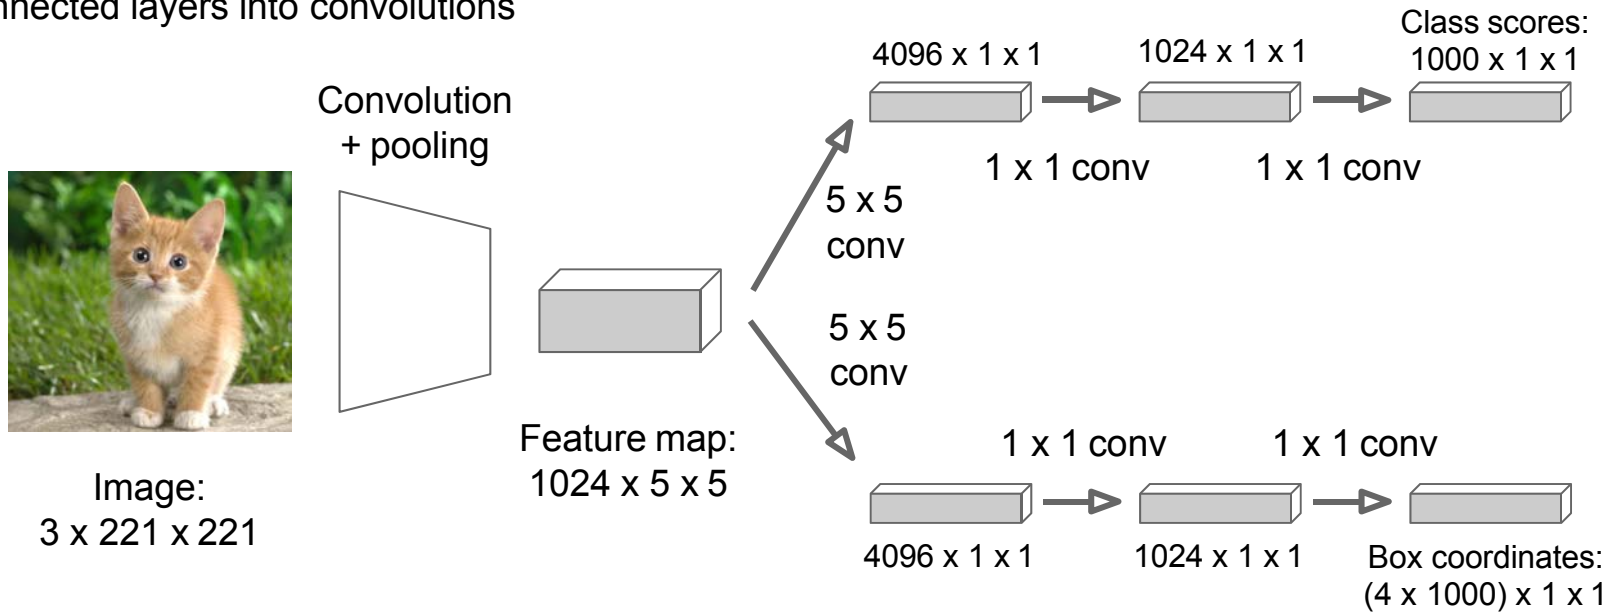 layers into convolutions
Convolution
+ pooling
Image:
3 x 221 x 221
Feature map:
1024 x 5 x 5
5 x 5
conv
4096 x 1 x 1
1 x 1 conv
1024 x 1 x 1
1 x 1 conv
Class scores:
1000 x 1 x 1
5 x 5
conv
4096 x 1 x 1
1 x 1 conv
1024 x 1 x 1
1 x 1 conv
Box coordinates:
(4 x 1000) x 1 x 1